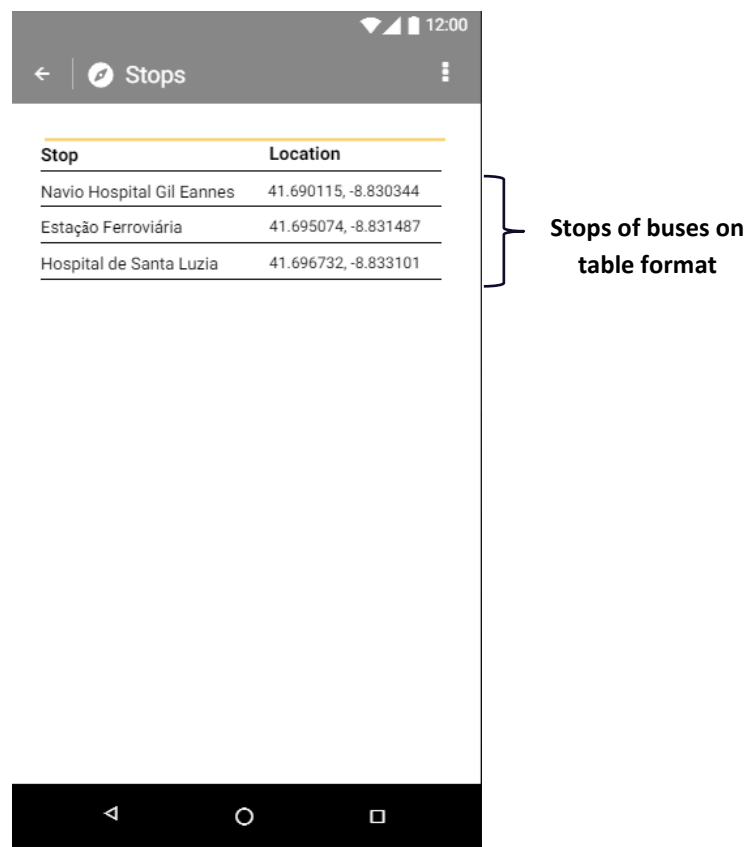 12:00
Stops
Stop Location
Navio Hospital Gil Eannes 41.690115, -8.830344
Estação Ferroviária 41.695074, -8.831487
Hospital de Santa Luzia 41.696732, -8.833101
Stops of buses on
table format